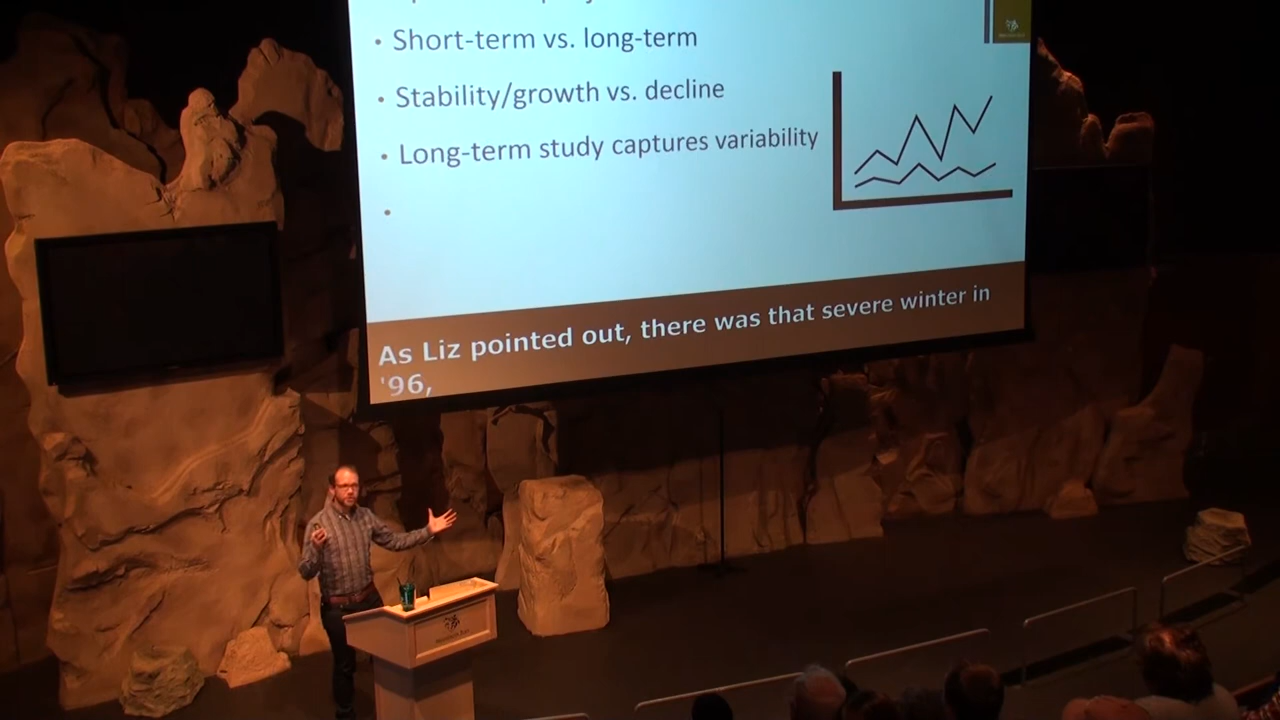 • Short-term vs. long-term
• Stability/growth vs. decline
• Long-term study captures variability
•
As Liz pointed out, there was that severe winter in
'96,